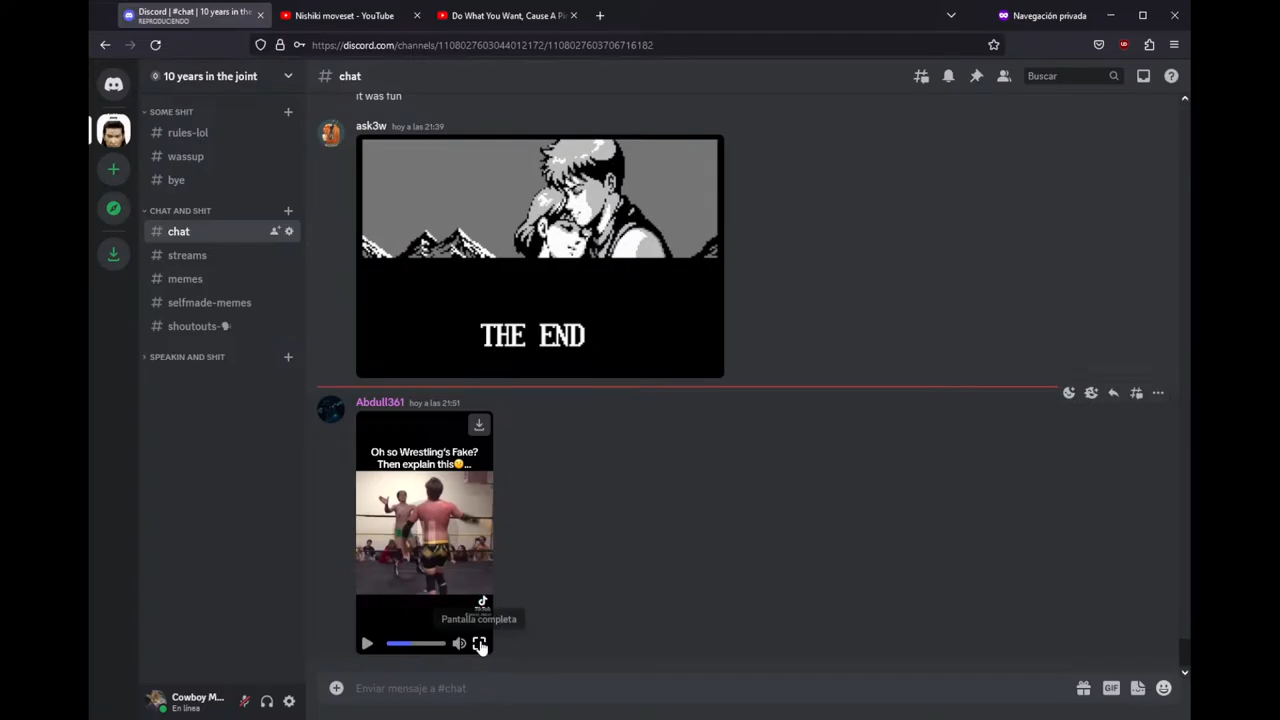 Discord | #chat | 10 years in the
REPRODUCIENDO
Nishiki moveset - YouTube
Do What You Want, Cause A Pi
Navegación privada
https://discord.com/channels/1108027603044012172/1108027603706716182
10 years in the joint
chat
Buscar
SOME SHIT
rules-lol
wassup
bye
CHAT AND SHIT
chat
streams
memes
selfmade-memes
shoutouts-🗣
SPEAKIN AND SHIT
it was fun
ask3w hoy a las 21:39
THE END
Abdull361 hoy a las 21:51
Oh so Wrestling's Fake?
Then explain this😕...
Pantalla completa
Cowboy M...
En línea
Enviar mensaje a #chat
GIF